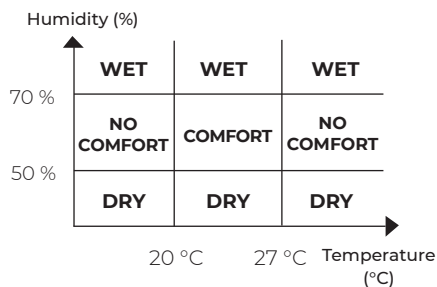 Humidity (%)
WET WET WET
70 %
NO
COMFORT
COMFORT
NO
COMFORT
50 %
DRY DRY DRY
20 °C 27 °C Temperature
(°C)